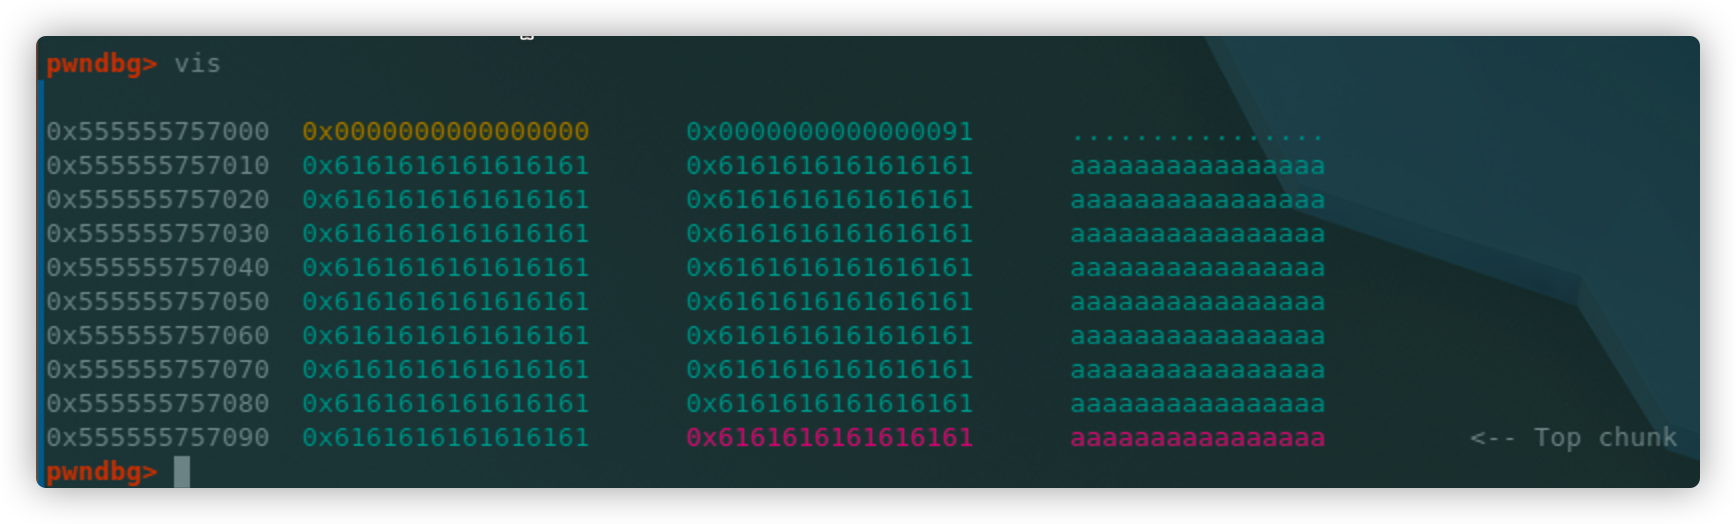 pwndbg> vis
0x555555757000 0x0000000000000000 0x0000000000000091 ................
0x555555757010 0x6161616161616161 0x6161616161616161 aaaaaaaaaaaaaaaa
0x555555757020 0x6161616161616161 0x6161616161616161 aaaaaaaaaaaaaaaa
0x555555757030 0x6161616161616161 0x6161616161616161 aaaaaaaaaaaaaaaa
0x555555757040 0x6161616161616161 0x6161616161616161 aaaaaaaaaaaaaaaa
0x555555757050 0x6161616161616161 0x6161616161616161 aaaaaaaaaaaaaaaa
0x555555757060 0x6161616161616161 0x6161616161616161 aaaaaaaaaaaaaaaa
0x555555757070 0x6161616161616161 0x6161616161616161 aaaaaaaaaaaaaaaa
0x555555757080 0x6161616161616161 0x6161616161616161 aaaaaaaaaaaaaaaa
0x555555757090 0x6161616161616161 0x6161616161616161 aaaaaaaaaaaaaaaa <-- Top chunk
pwndbg>